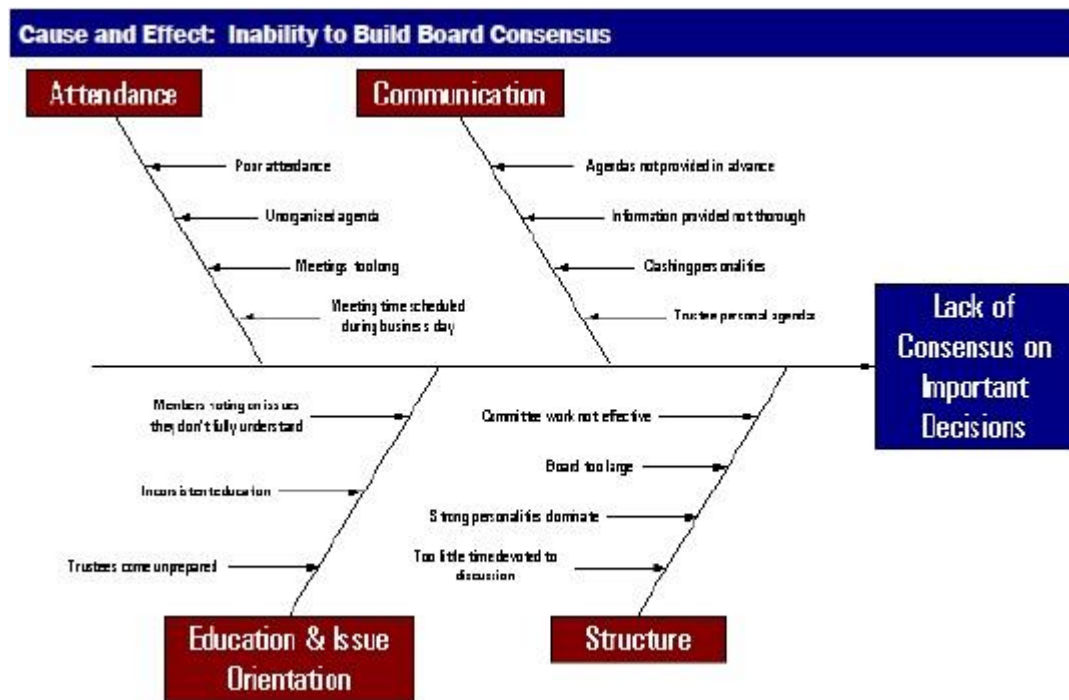 Cause and Effect: Inability to Build Board Consensus
Attendance
Communication
Poor attendance
Unorganized agenda
Meetings too long
Meeting time scheduled
during business day
Agendas not provided in advance
Information provided not thorough
Clashing personalities
Trustee personal agendas
Lack of
Consensus on
Important
Decisions
Members voting on issues
they don't fully understand
Inconsistent education
Trustees come unprepared
Committee work not effective
Board too large
Strong personalities dominate
Too little time devoted to
discussion
Education & Issue
Orientation
Structure